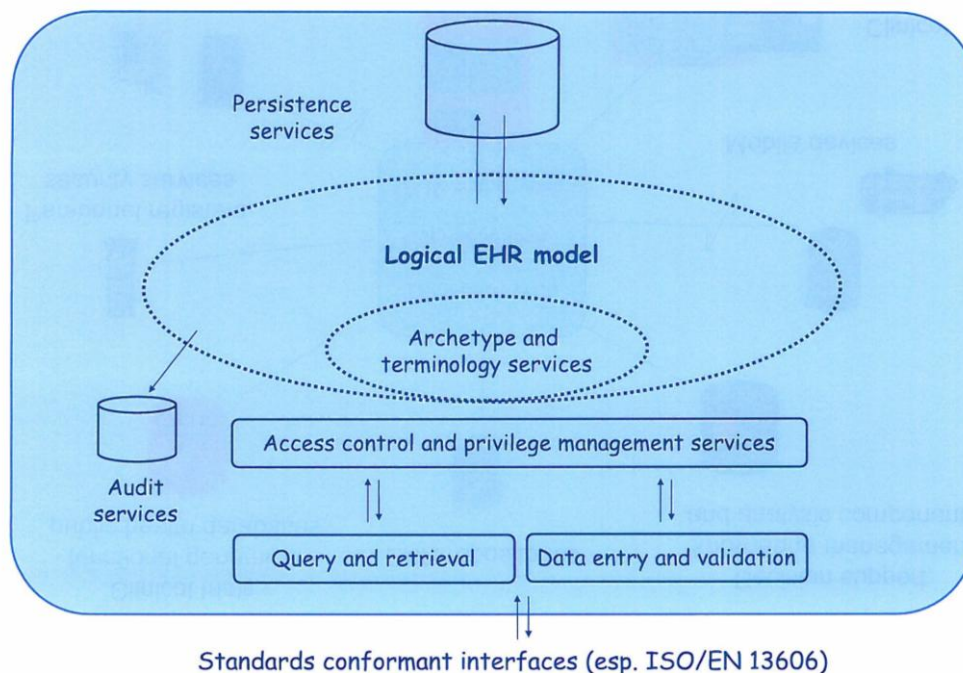 Persistence
services
Logical EHR model
Archetype and
terminology services
Access control and privilege management services
Audit
services
Query and retrieval
Data entry and validation
Standards conformant interfaces (esp. ISO/EN 13606)